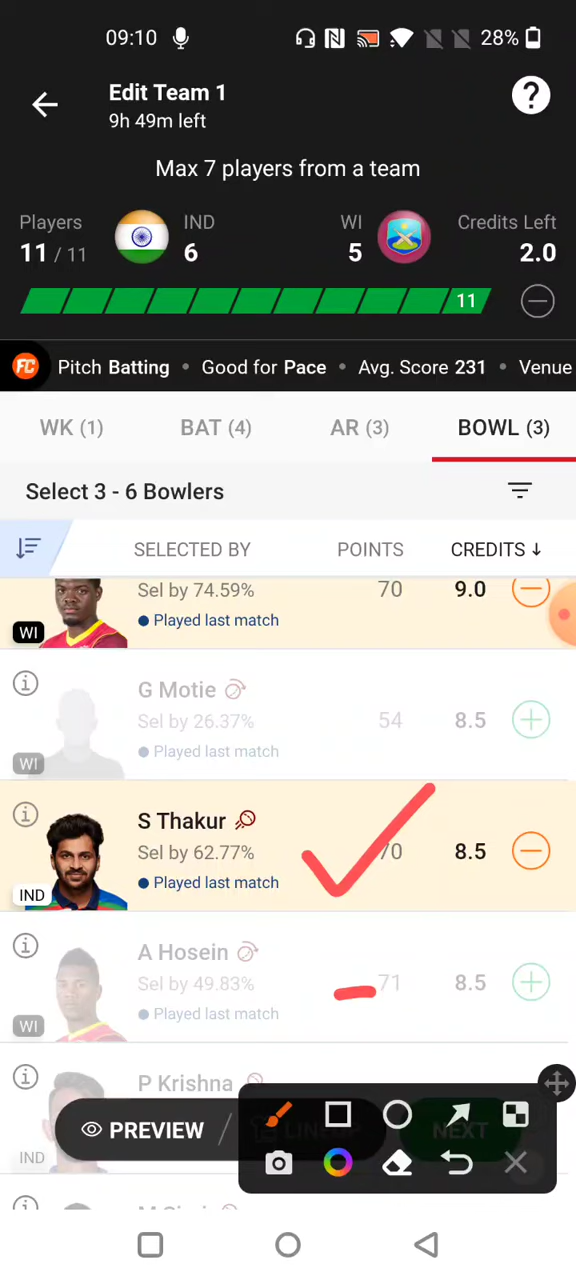 09:10
28%
Edit Team 1
9h 49m left
?
Max 7 players from a team
Players
IND
WI
Credits Left
11 / 11
6
5
2.0
11
FC Pitch Batting • Good for Pace • Avg. Score 231 • Venue
WK (1)
BAT (4)
AR (3)
BOWL (3)
Select 3 - 6 Bowlers
SELECTED BY
POINTS
CREDITS ↓
Sel by 74.59%
70
9.0
WI
Played last match
G Motie
Sel by 26.37%
54
8.5
WI
Played last match
S Thakur
Sel by 62.77%
70
8.5
IND
Played last match
A Hosein
Sel by 49.83%
71
8.5
WI
Played last match
P Krishna
PREVIEW
LINEUP
NEXT
IND